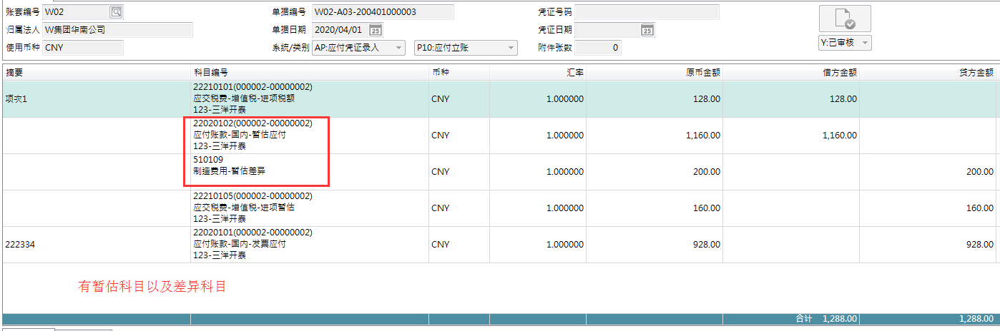 账套编号 W02 单据编号 W02-A03-200401000003 凭证号码
归属法人 W集团华南公司 单据日期 2020/04/01 25 凭证日期 25
使用币种 CNY 系统/类别 AP:应付凭证录入 P10:应付立账 附件张数 0 Y:已审核
摘要 科目编号 币种 汇率 原币金额 借方金额 贷方金额
22210101(000002-00000002)
项次1 应交税费-增值税-进项税额 CNY 1.000000 128.00 128.00
123-三洋开泰
22020102(000002-00000002)
应付账款-国内-暂估应付 CNY 1.000000 1,160.00 1,160.00
123-三洋开泰
510109
制造费用-暂估差异 CNY 1.000000 200.00 200.00
22210105(000002-00000002)
应交税费-增值税-进项暂估 CNY 1.000000 160.00 160.00
123-三洋开泰
22020101(000002-00000002)
222334 应付账款-国内-发票应付 CNY 1.000000 928.00 928.00
123-三洋开泰
有暂估科目以及差异科目
合计 1,288.00 1,288.00